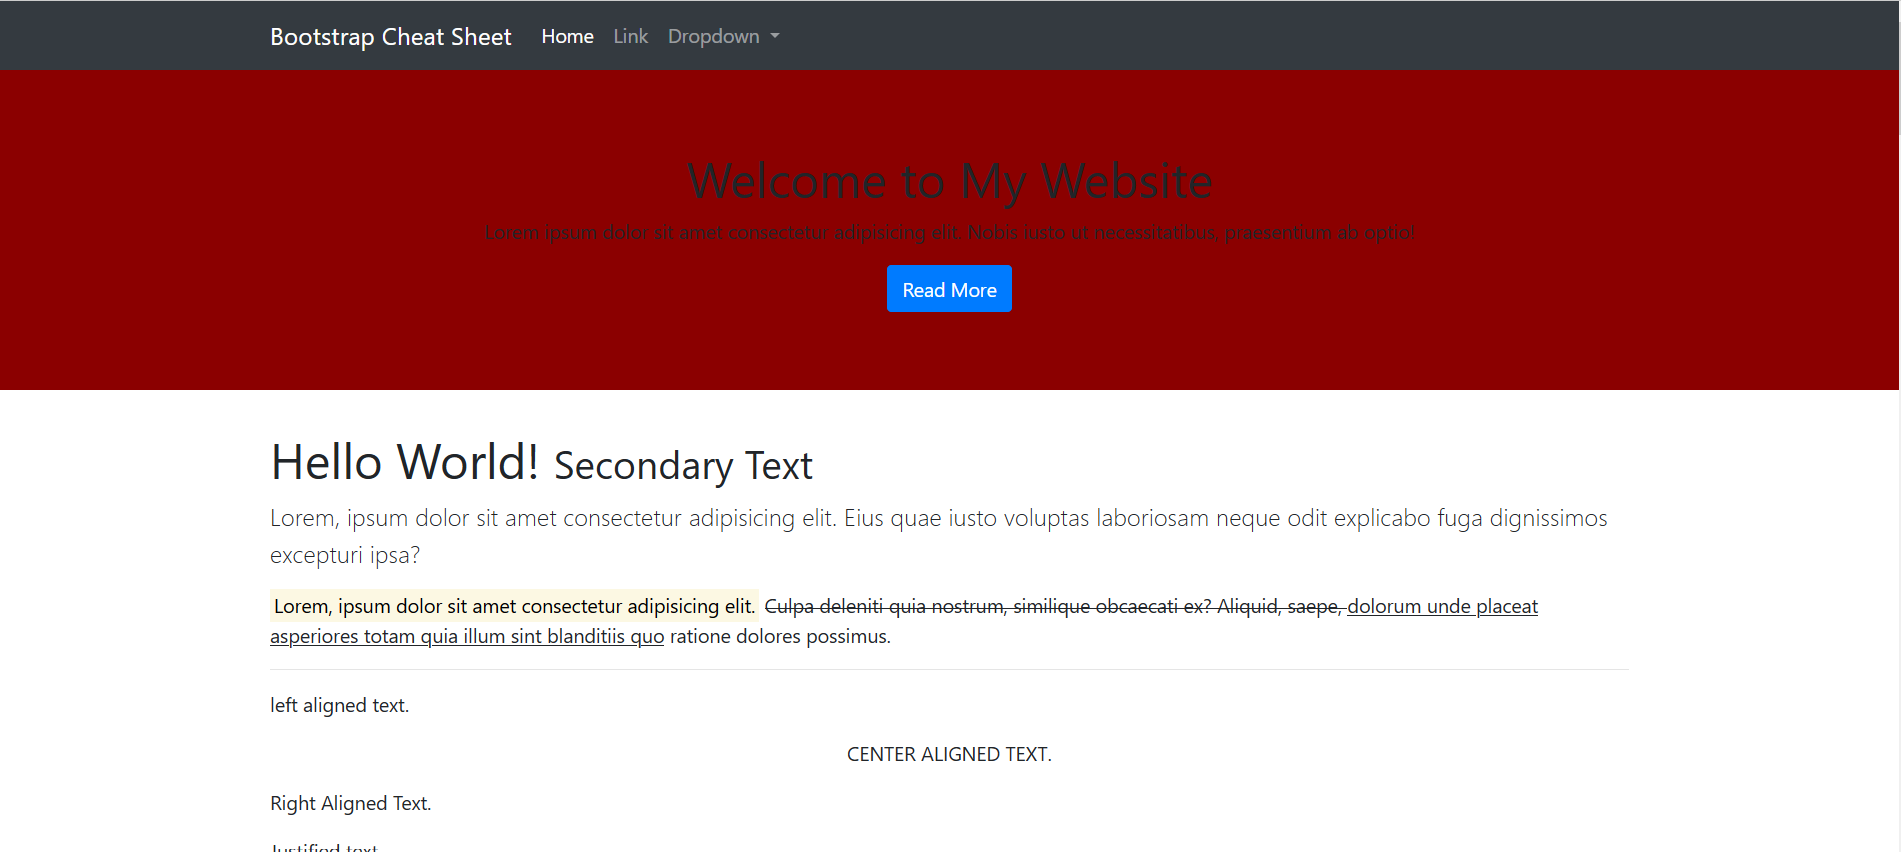 Bootstrap Cheat Sheet Home Link Dropdown
Welcome to My Website
Lorem ipsum dolor sit amet consectetur adipisicing elit. Nobis iusto ut necessitatibus, praesentium ab optio!
Read More
Hello World! Secondary Text
Lorem, ipsum dolor sit amet consectetur adipisicing elit. Eius quae iusto voluptas laboriosam neque odit explicabo fuga dignissimos
excepturi ipsa?
Lorem, ipsum dolor sit amet consectetur adipisicing elit. Culpa deleniti quia nostrum, similique obcaecati ex? Aliquid, saepe, dolorum unde placeat
asperiores totam quia illum sint blanditiis quo ratione dolores possimus.
left aligned text.
CENTER ALIGNED TEXT.
Right Aligned Text.
Justified text